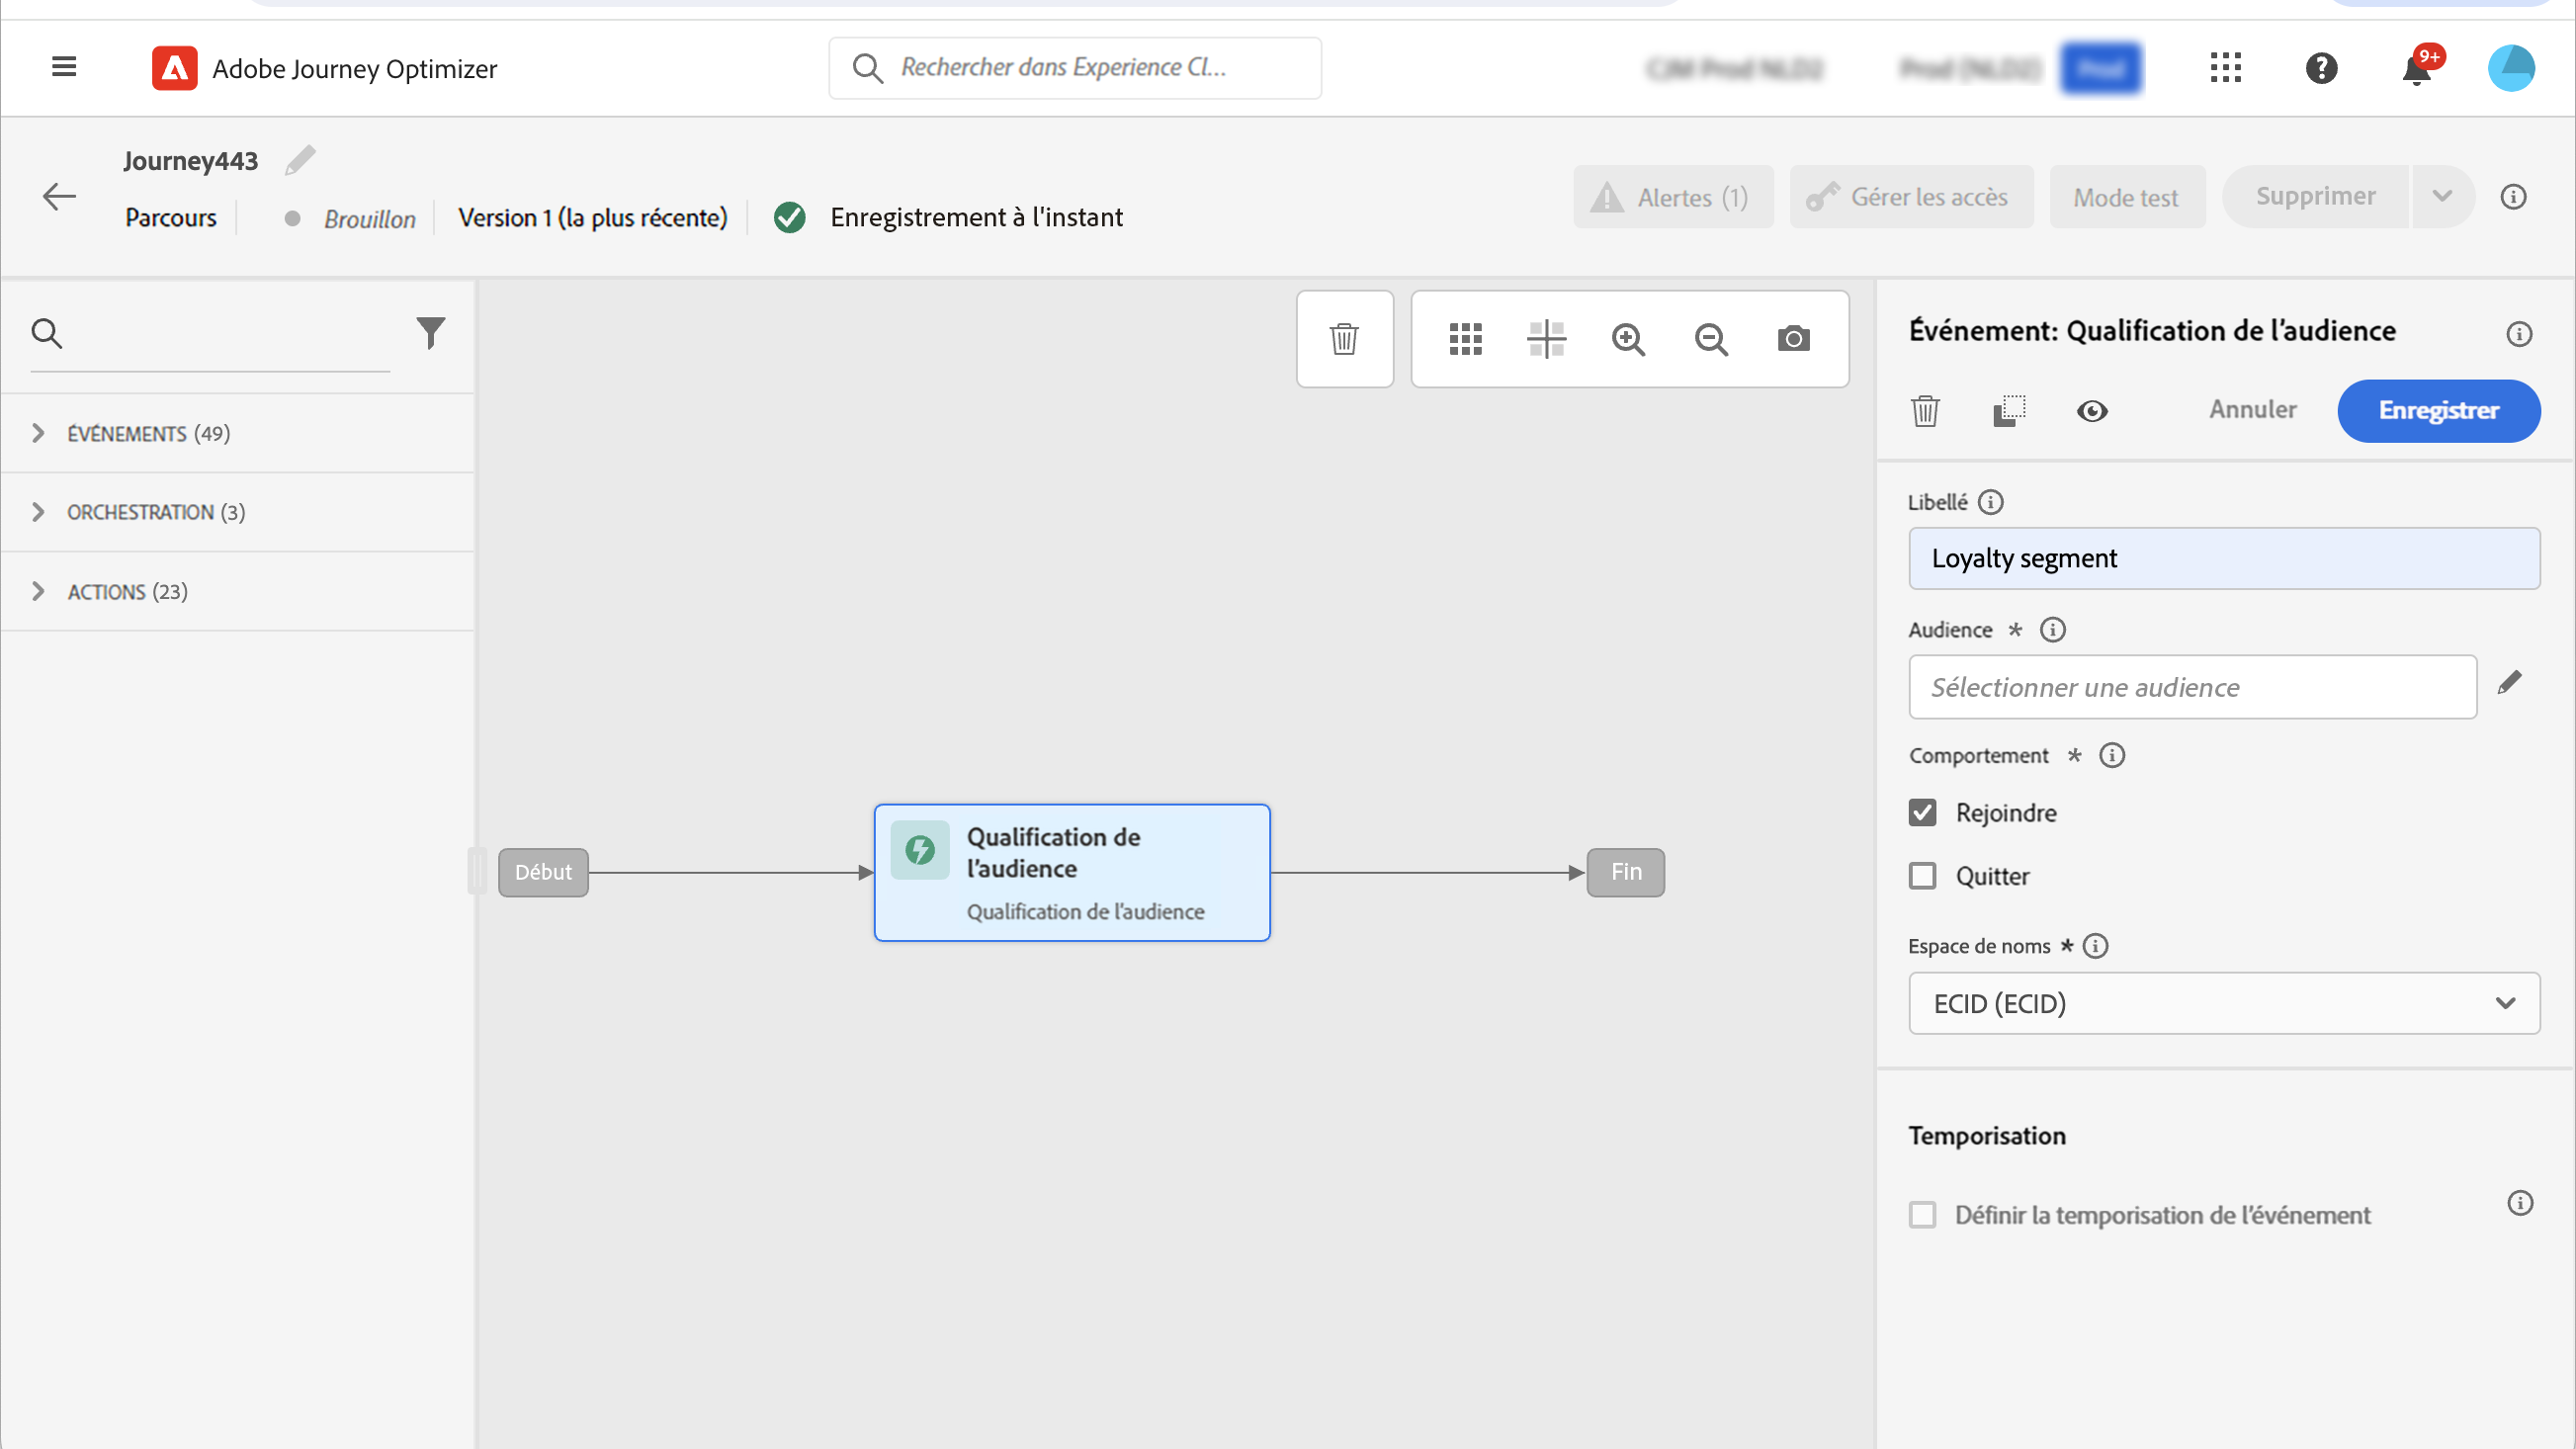 Adobe Journey Optimizer
Rechercher dans Experience Cl...
9+
Journey443
Parcours
Brouillon
Version 1 (la plus récente)
Enregistrement à l'instant
Alertes (1)
Gérer les accès
Mode test
Supprimer
ÉVÉNEMENTS (49)
ORCHESTRATION (3)
ACTIONS (23)
Début
Qualification de
l’audience
Qualification de l’audience
Fin
Événement: Qualification de l’audience
Annuler
Enregistrer
Libellé
Loyalty segment
Audience *
Sélectionner une audience
Comportement *
Rejoindre
Quitter
Espace de noms *
ECID (ECID)
Temporisation
Définir la temporisation de l’événement